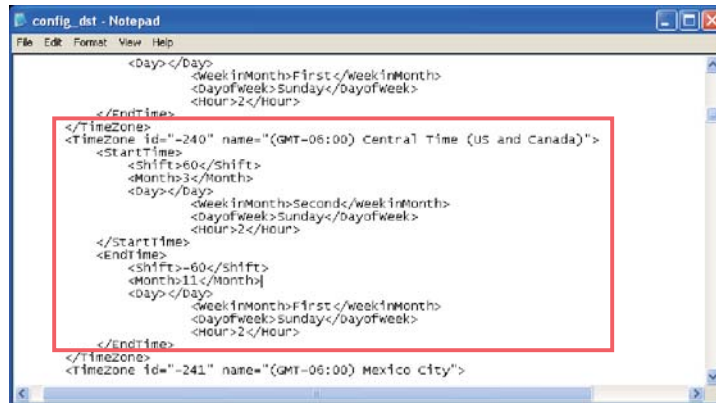 config_dst - Notepad
File Edit Format View Help
<Day></Day>
<WeekinMonth>First</WeekinMonth>
<DayofWeek>Sunday</DayofWeek>
<Hour>2</Hour>
</EndTime>
</TimeZone>
<TimeZone id="-240" name="(GMT-06:00) Central Time (US and Canada)">
<StartTime>
<Shift>60</Shift>
<Month>3</Month>
<Day></Day>
<WeekinMonth>Second</WeekinMonth>
<DayofWeek>Sunday</DayofWeek>
<Hour>2</Hour>
</StartTime>
<EndTime>
<Shift>-60</Shift>
<Month>11</Month>
<Day></Day>
<WeekinMonth>First</WeekinMonth>
<DayofWeek>Sunday</DayofWeek>
<Hour>2</Hour>
</EndTime>
</TimeZone>
<TimeZone id="-241" name="(GMT-06:00) Mexico City">